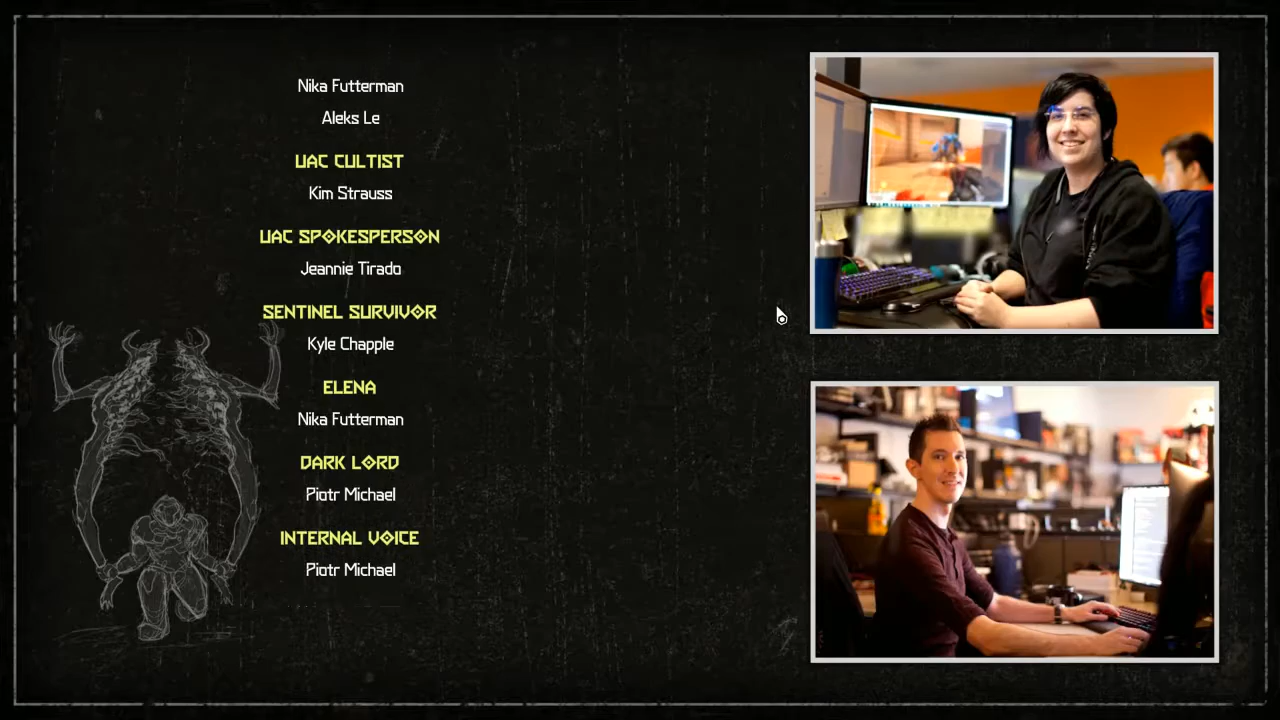 Nika Futterman
Aleks Le
UAC CULTIST
Kim Strauss
UAC SPOKESPERSON
Jeannie Tirado
SENTINEL SURVIVOR
Kyle Chapple
ELENA
Nika Futterman
DARK LORD
Piotr Michael
INTERNAL VOICE
Piotr Michael